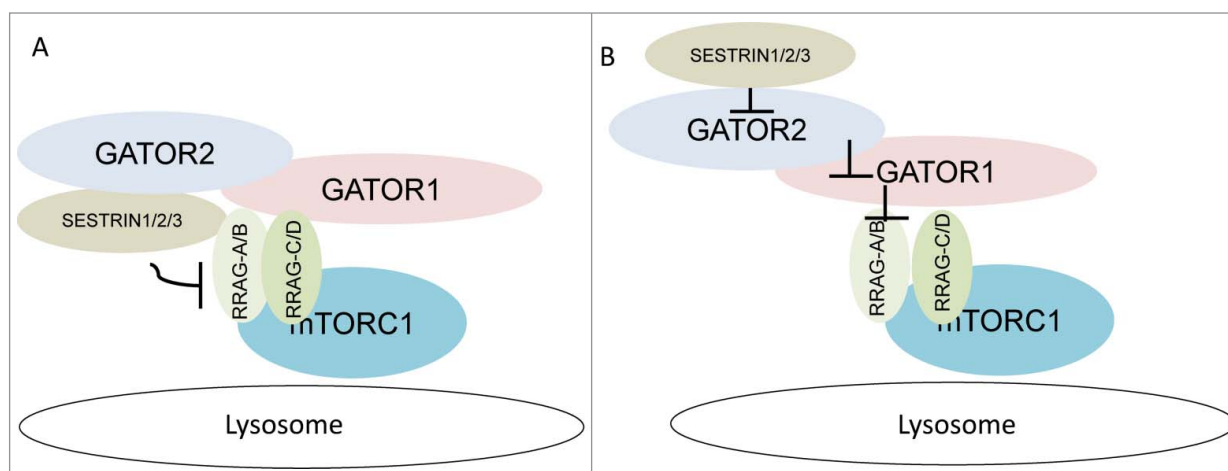 A
GATOR2
GATOR1
SESTRIN1/2/3
RRAG-A/B
RRAG-C/D
mTORC1
Lysosome
B
SESTRIN1/2/3
GATOR2
GATOR1
RRAG-A/B
RRAG-C/D
mTORC1
Lysosome